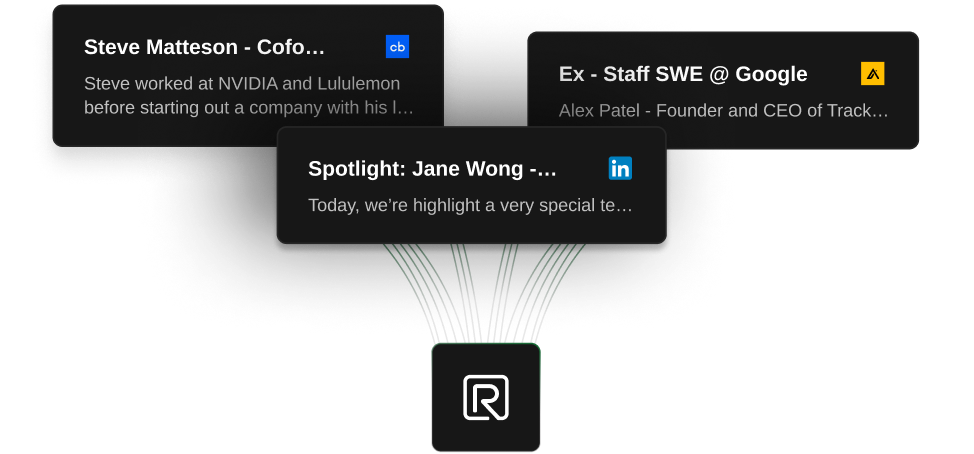 Steve Matteson - Cofo…
cb
Steve worked at NVIDIA and Lululemon
before starting out a company with his l…
Ex - Staff SWE @ Google
Alex Patel - Founder and CEO of Track…
Spotlight: Jane Wong -…
in
Today, we’re highlight a very special te…
R